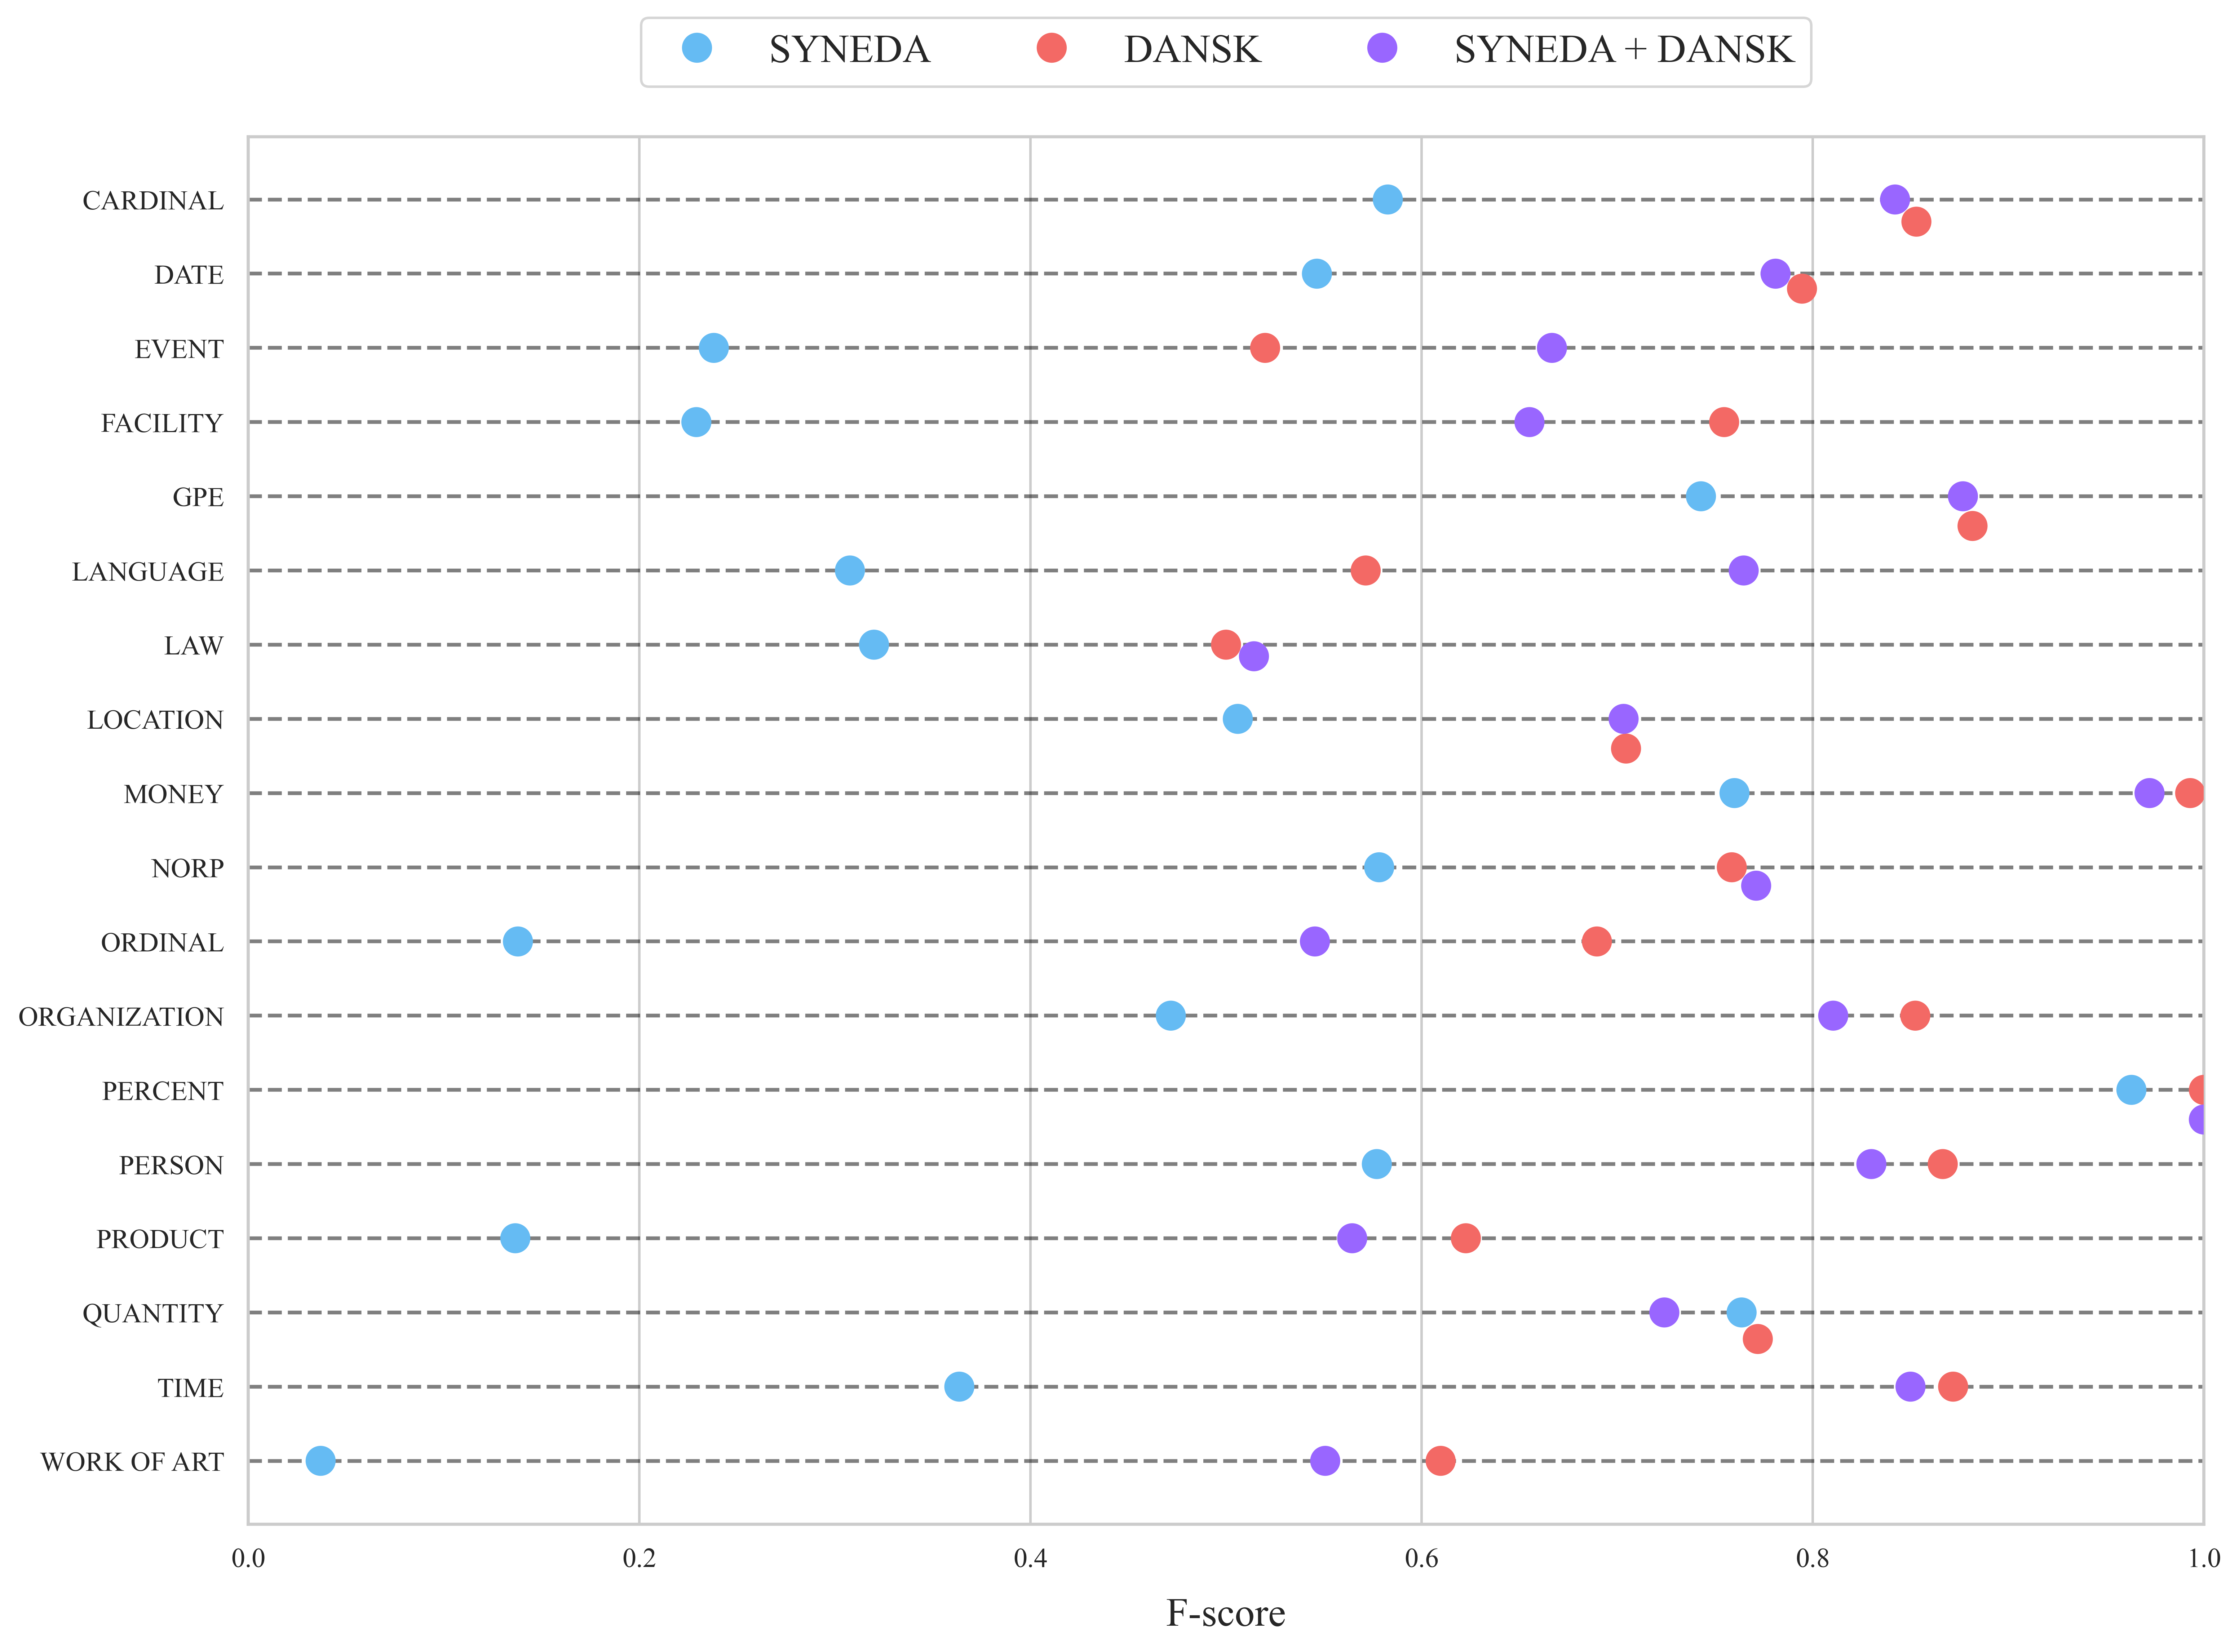 SYNEDA DANSK SYNEDA + DANSK
CARDINAL
DATE
EVENT
FACILITY
GPE
LANGUAGE
LAW
LOCATION
MONEY
NORP
ORDINAL
ORGANIZATION
PERCENT
PERSON
PRODUCT
QUANTITY
TIME
WORK OF ART
0.0 0.2 0.4 0.6 0.8 1.0
F-score